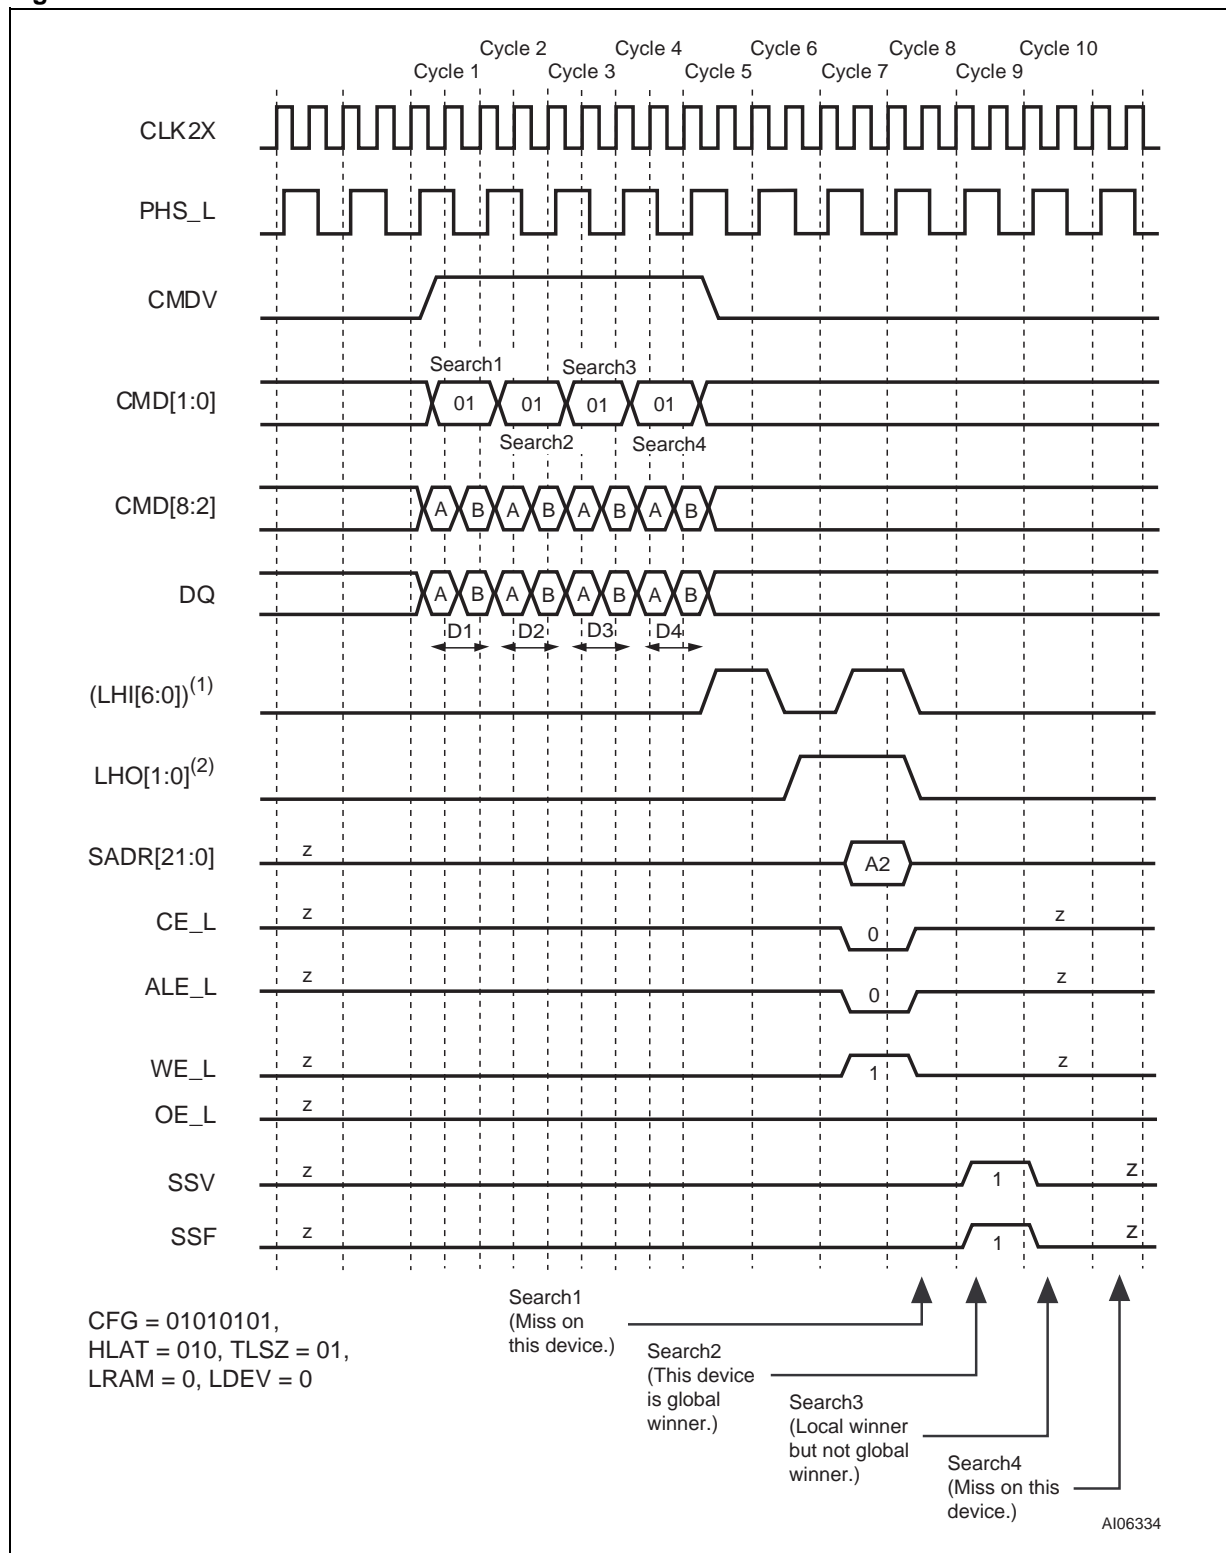 Cycle 2 Cycle 4 Cycle 6 Cycle 8 Cycle 10
Cycle 1 Cycle 3 Cycle 5 Cycle 7 Cycle 9
CLK2X
PHS_L
CMDV
Search1 Search3
CMD[1:0] 01 01 01 01
Search2 Search4
CMD[8:2] A B A B A B A B
DQ A B A B A B A B
D1 D2 D3 D4
(LHI[6:0])(1)
LHO[1:0](2)
SADR[21:0] z A2
CE_L z 0 z
ALE_L z 0 z
WE_L z 1 z
OE_L z
SSV z 1 z
SSF z 1 z
CFG = 01010101,
HLAT = 010, TLSZ = 01,
LRAM = 0, LDEV = 0
Search1
(Miss on
this device.)
Search2
(This device
is global
winner.)
Search3
(Local winner
but not global
winner.)
Search4
(Miss on this
device.)
AI06334